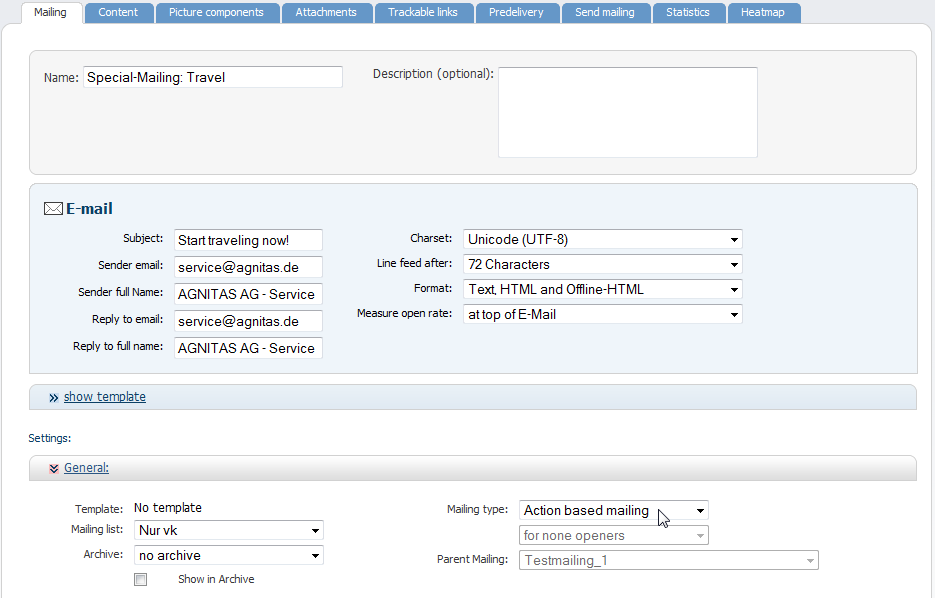 Mailing Content Picture components Attachments Trackable links Predelivery Send mailing Statistics Heatmap
Name: Special-Mailing: Travel Description (optional):
E-mail
Subject: Start traveling now! Charset: Unicode (UTF-8)
Sender email: service@agnitas.de Line feed after: 72 Characters
Sender full Name: AGNITAS AG - Service Format: Text, HTML and Offline-HTML
Reply to email: service@agnitas.de Measure open rate: at top of E-Mail
Reply to full name: AGNITAS AG - Service
show template
Settings:
General:
Template: No template Mailing type: Action based mailing
Mailing list: Nur vk for none openers
Archive: no archive Parent Mailing: Testmailing_1
Show in Archive